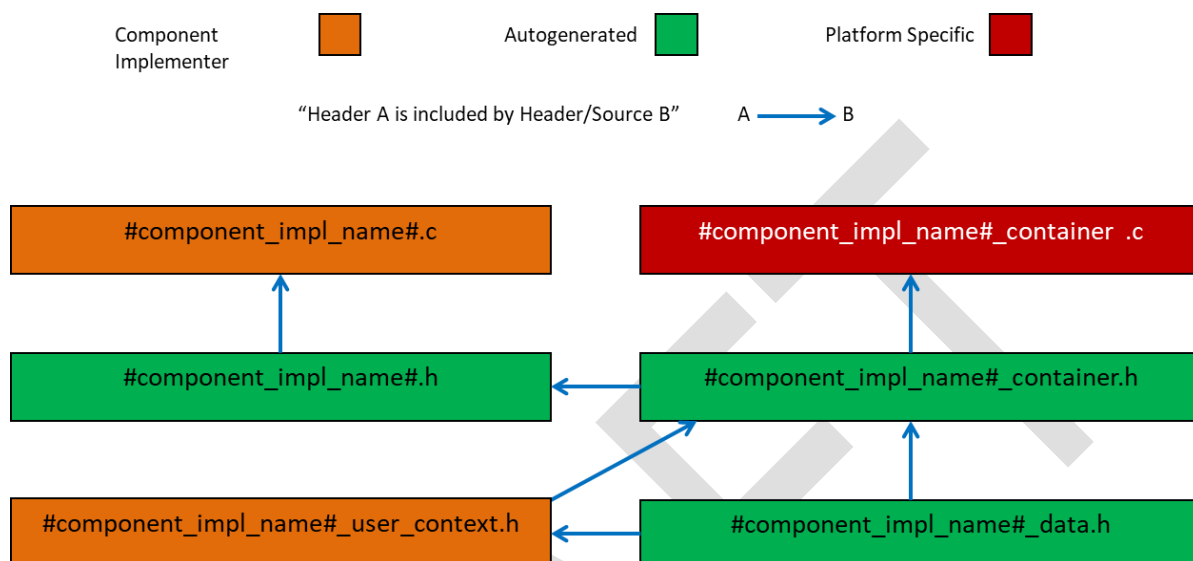 Component Autogenerated Platform Specific
Implementer
“Header A is included by Header/Source B” A B
#component_impl_name#.c #component_impl_name#_container .c
#component_impl_name#.h #component_impl_name#_container.h
#component_impl_name#_user_context.h #component_impl_name#_data.h